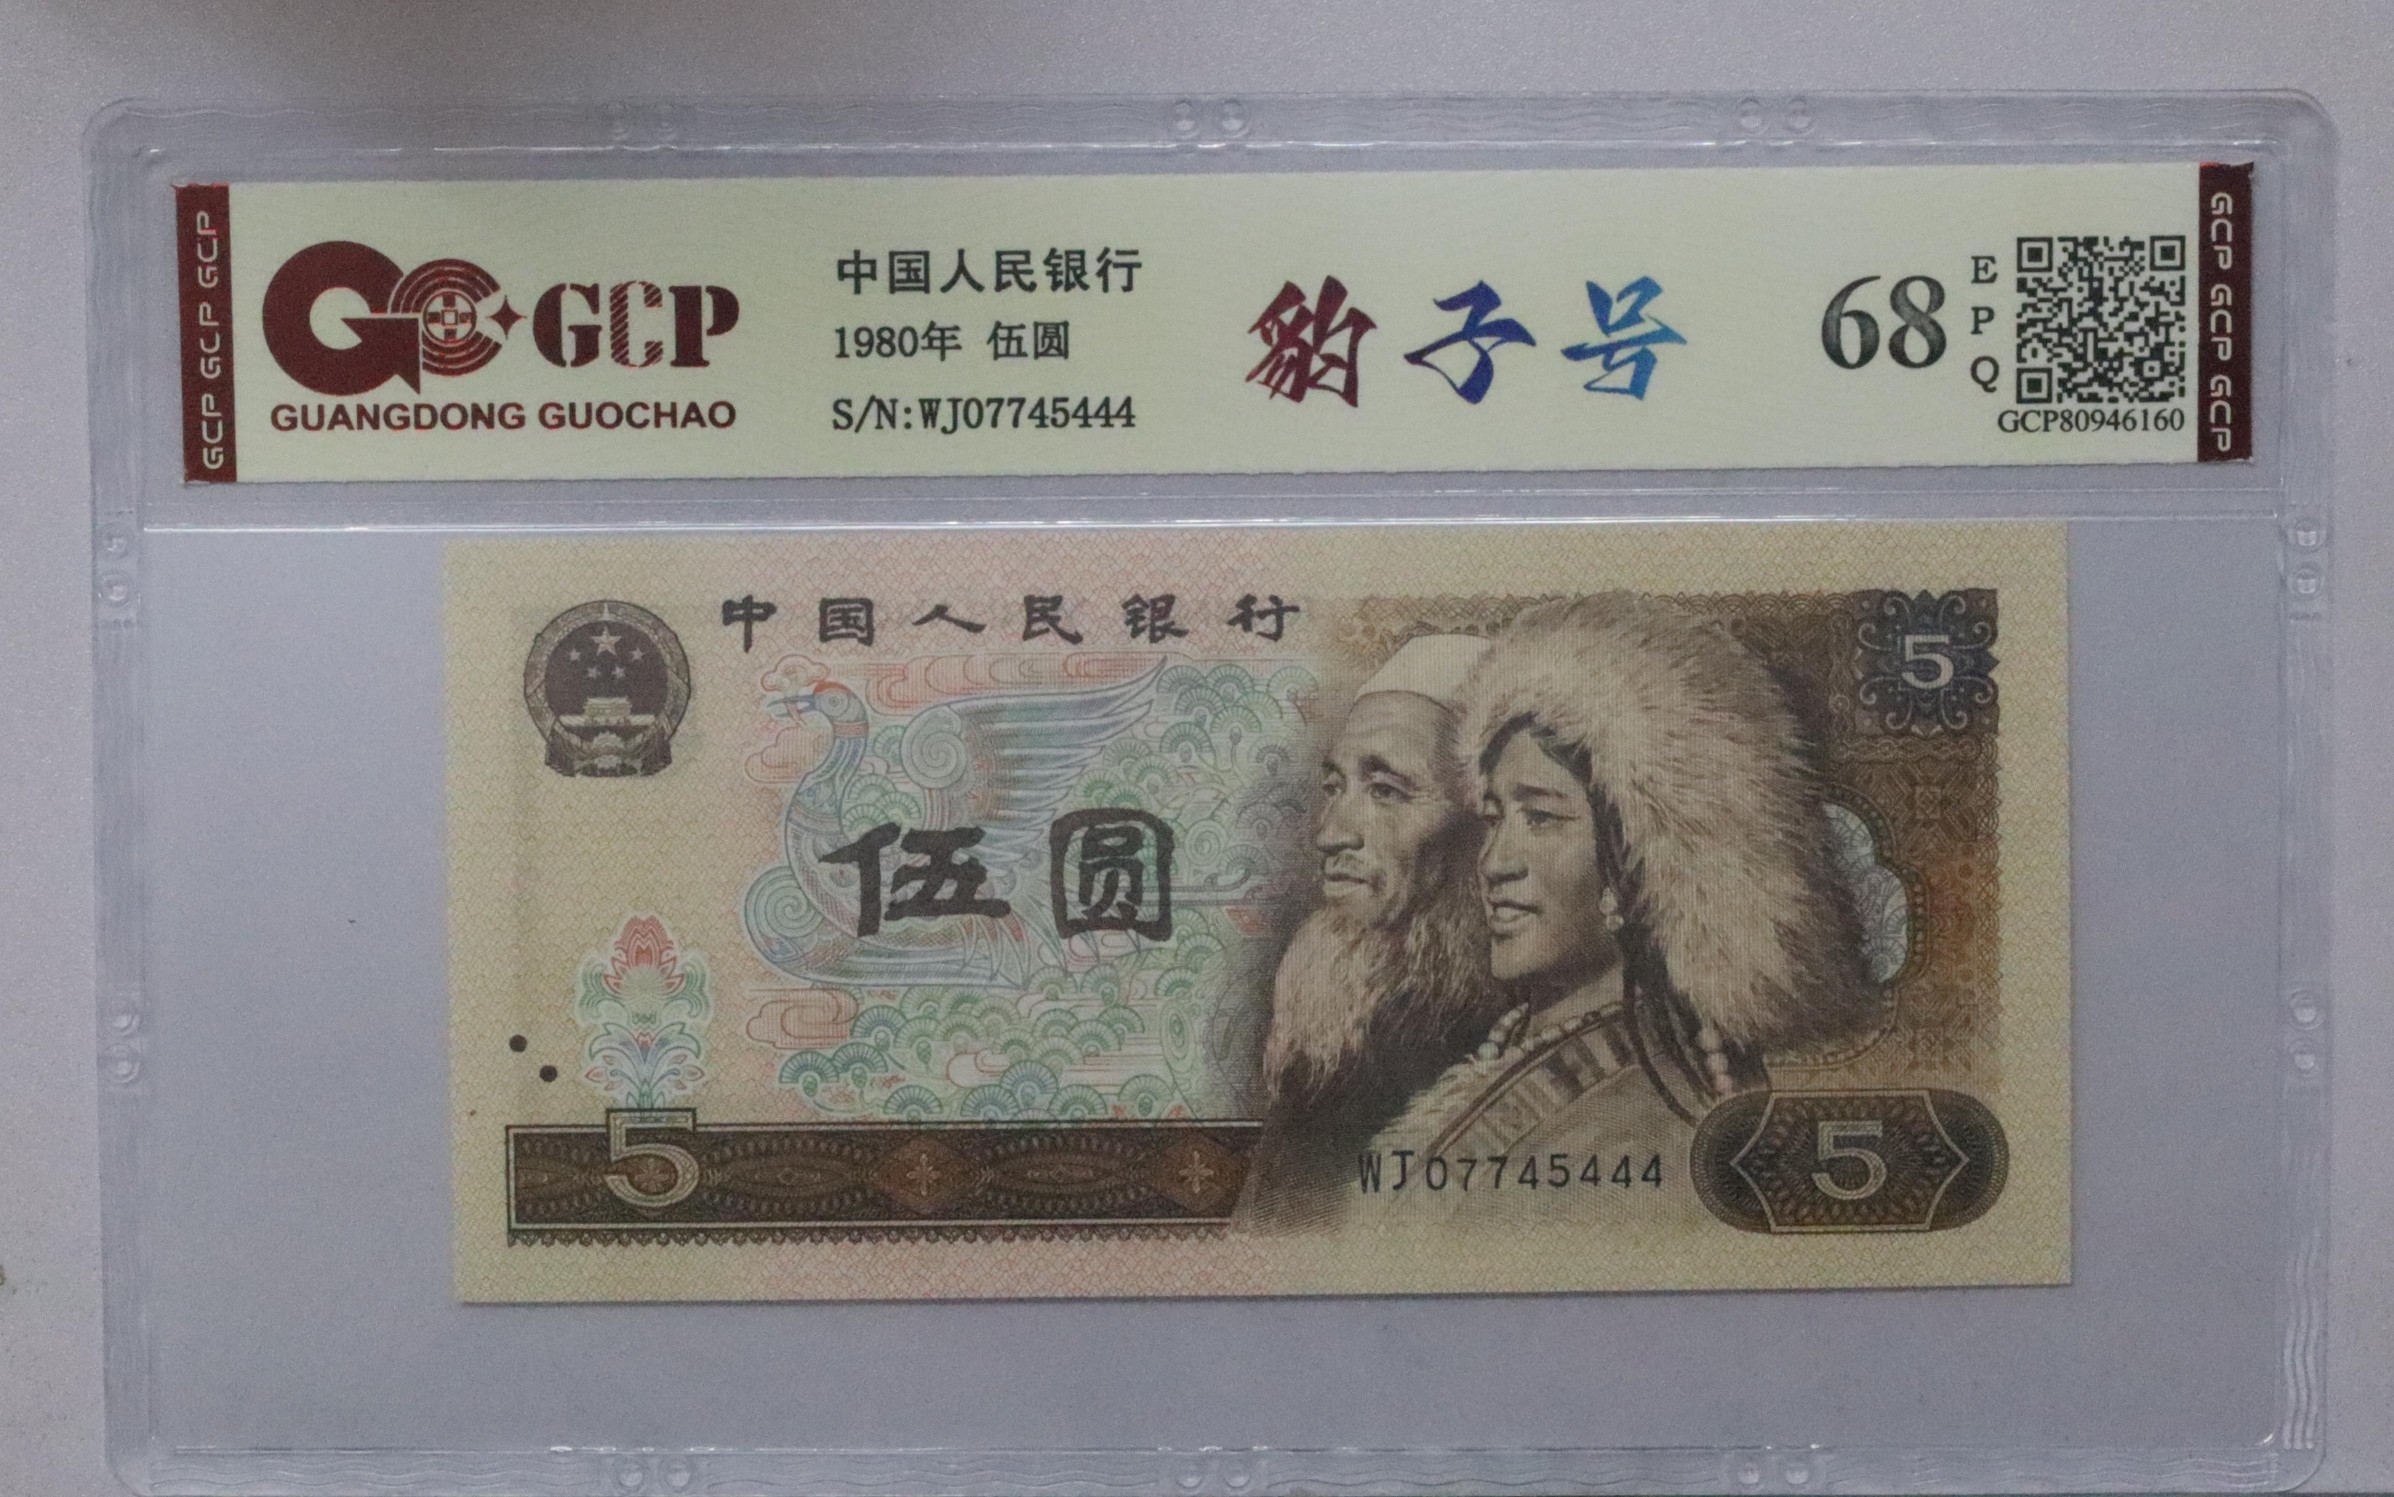 GCP GCP GCP
GCP
GUANGDONG GUOCHAO
中国人民银行
1980年 伍圆
S/N:WJ07745444
豹子号
68
EPQ
GCP80946160
GCP GCP GCP
中国人民银行
5
伍圆
5
WJ07745444
5